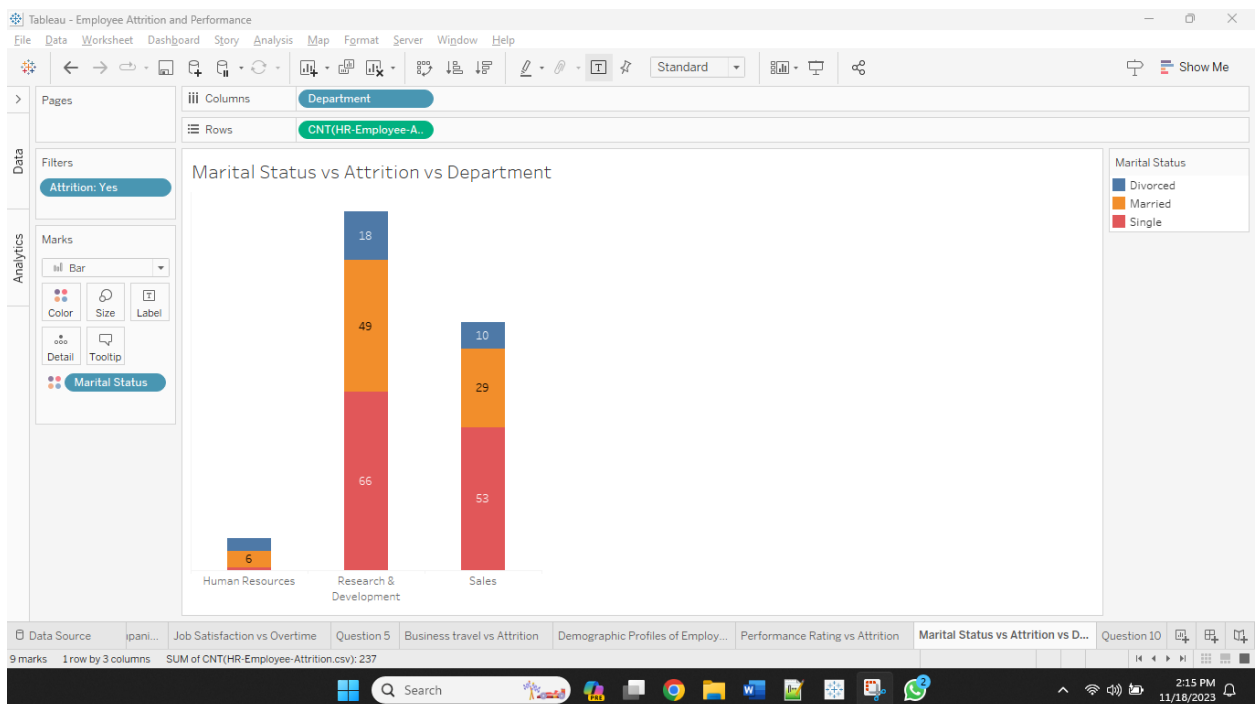 Tableau - Employee Attrition and Performance
File Data Worksheet Dashboard Story Analysis Map Format Server Window Help
Standard
Show Me
Pages
Columns
Department
Rows
CNT(HR-Employee-A..
Data
Analytics
Filters
Attrition: Yes
Marks
Bar
Color Size Label
Detail Tooltip
Marital Status
Marital Status vs Attrition vs Department
18
49
66
10
29
53
6
Human Resources
Research &
Development
Sales
Marital Status
Divorced
Married
Single
Data Source ıpani... Job Satisfaction vs Overtime Question 5 Business travel vs Attrition Demographic Profiles of Employ... Performance Rating vs Attrition Marital Status vs Attrition vs D... Question 10
9 marks 1 row by 3 columns SUM of CNT(HR-Employee-Attrition.csv): 237
Search
PRE
2
2:15 PM
11/18/2023